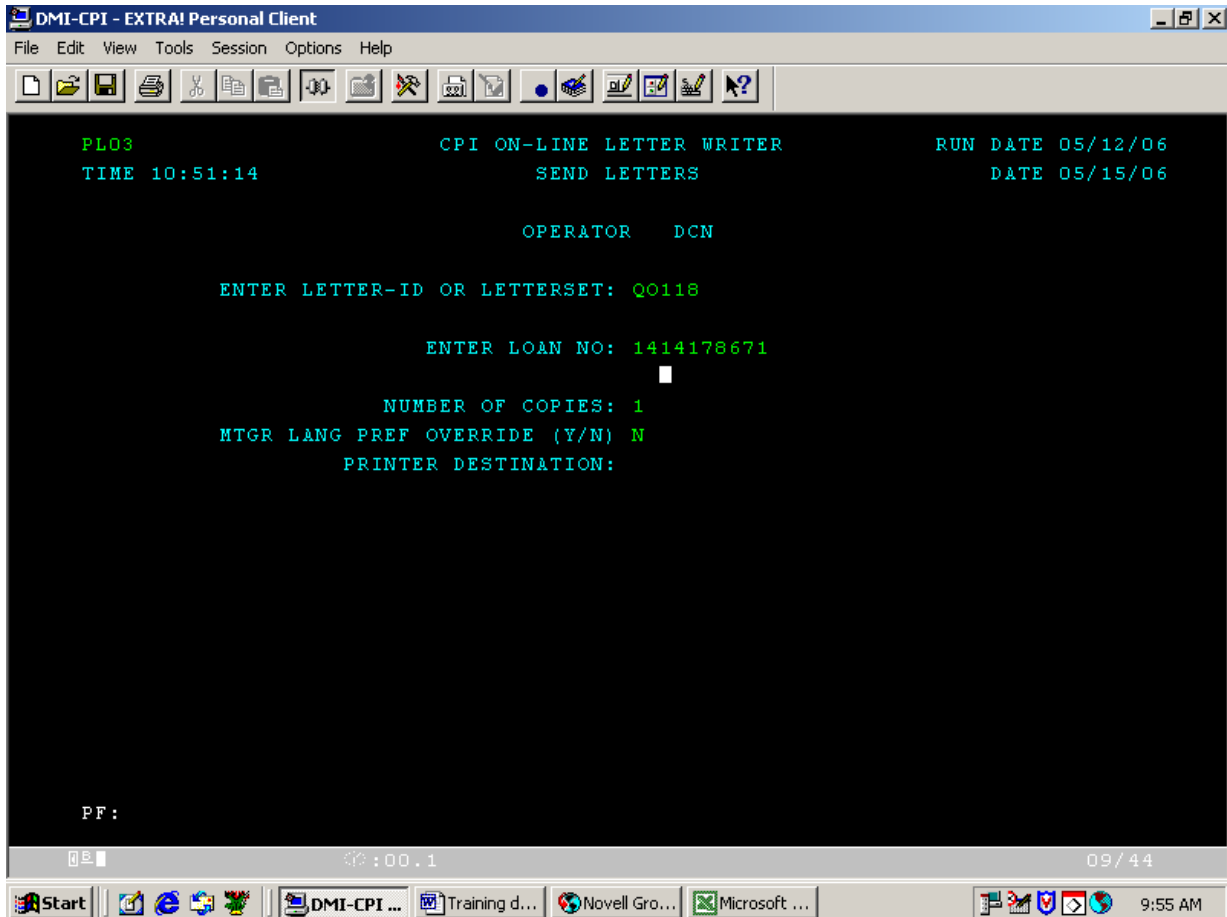 DMI-CPI - EXTRA! Personal Client
File Edit View Tools Session Options Help
PLO3 CPI ON-LINE LETTER WRITER RUN DATE 05/12/06
TIME 10:51:14 SEND LETTERS DATE 05/15/06
OPERATOR DCN
ENTER LETTER-ID OR LETTERSET: QO118
ENTER LOAN NO: 1414178671
NUMBER OF COPIES: 1
MTGR LANG PREF OVERRIDE (Y/N) N
PRINTER DESTINATION:
PF:
:00.1 09/44
Start DMI-CPI ... Training d... Novell Gro... Microsoft ... 9:55 AM